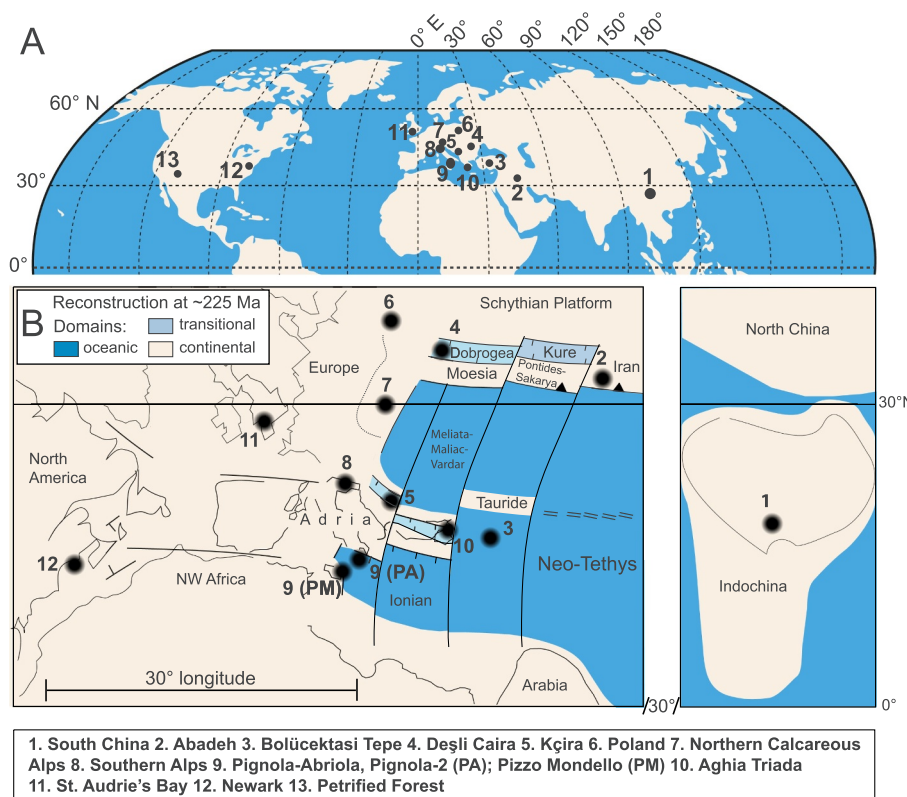 A
0° E 30° 60° 90° 120° 150° 180°
60° N
30°
0°
11 7 6
5 4
8
13 12 9 10 3 2 1
B
Reconstruction at ~225 Ma
Domains: transitional
oceanic continental
6
Schythian Platform
4
Dobrogea Kure 2 Iran
Europe
Moesia Pontides-
Sakarya
7
11
Meliata-
Maliac-
Vardar
North
America
8
5
Tauride
Adria
10 3
12
9 (PA)
9 (PM)
NW Africa
Ionian
Neo-Tethys
30° longitude
Arabia
/30°/
North China
30°N
1
Indochina
0°
1. South China 2. Abadeh 3. Bolücektasi Tepe 4. Deşli Caira 5. Kçira 6. Poland 7. Northern Calcareous
Alps 8. Southern Alps 9. Pignola-Abriola, Pignola-2 (PA); Pizzo Mondello (PM) 10. Aghia Triada
11. St. Audrie's Bay 12. Newark 13. Petrified Forest